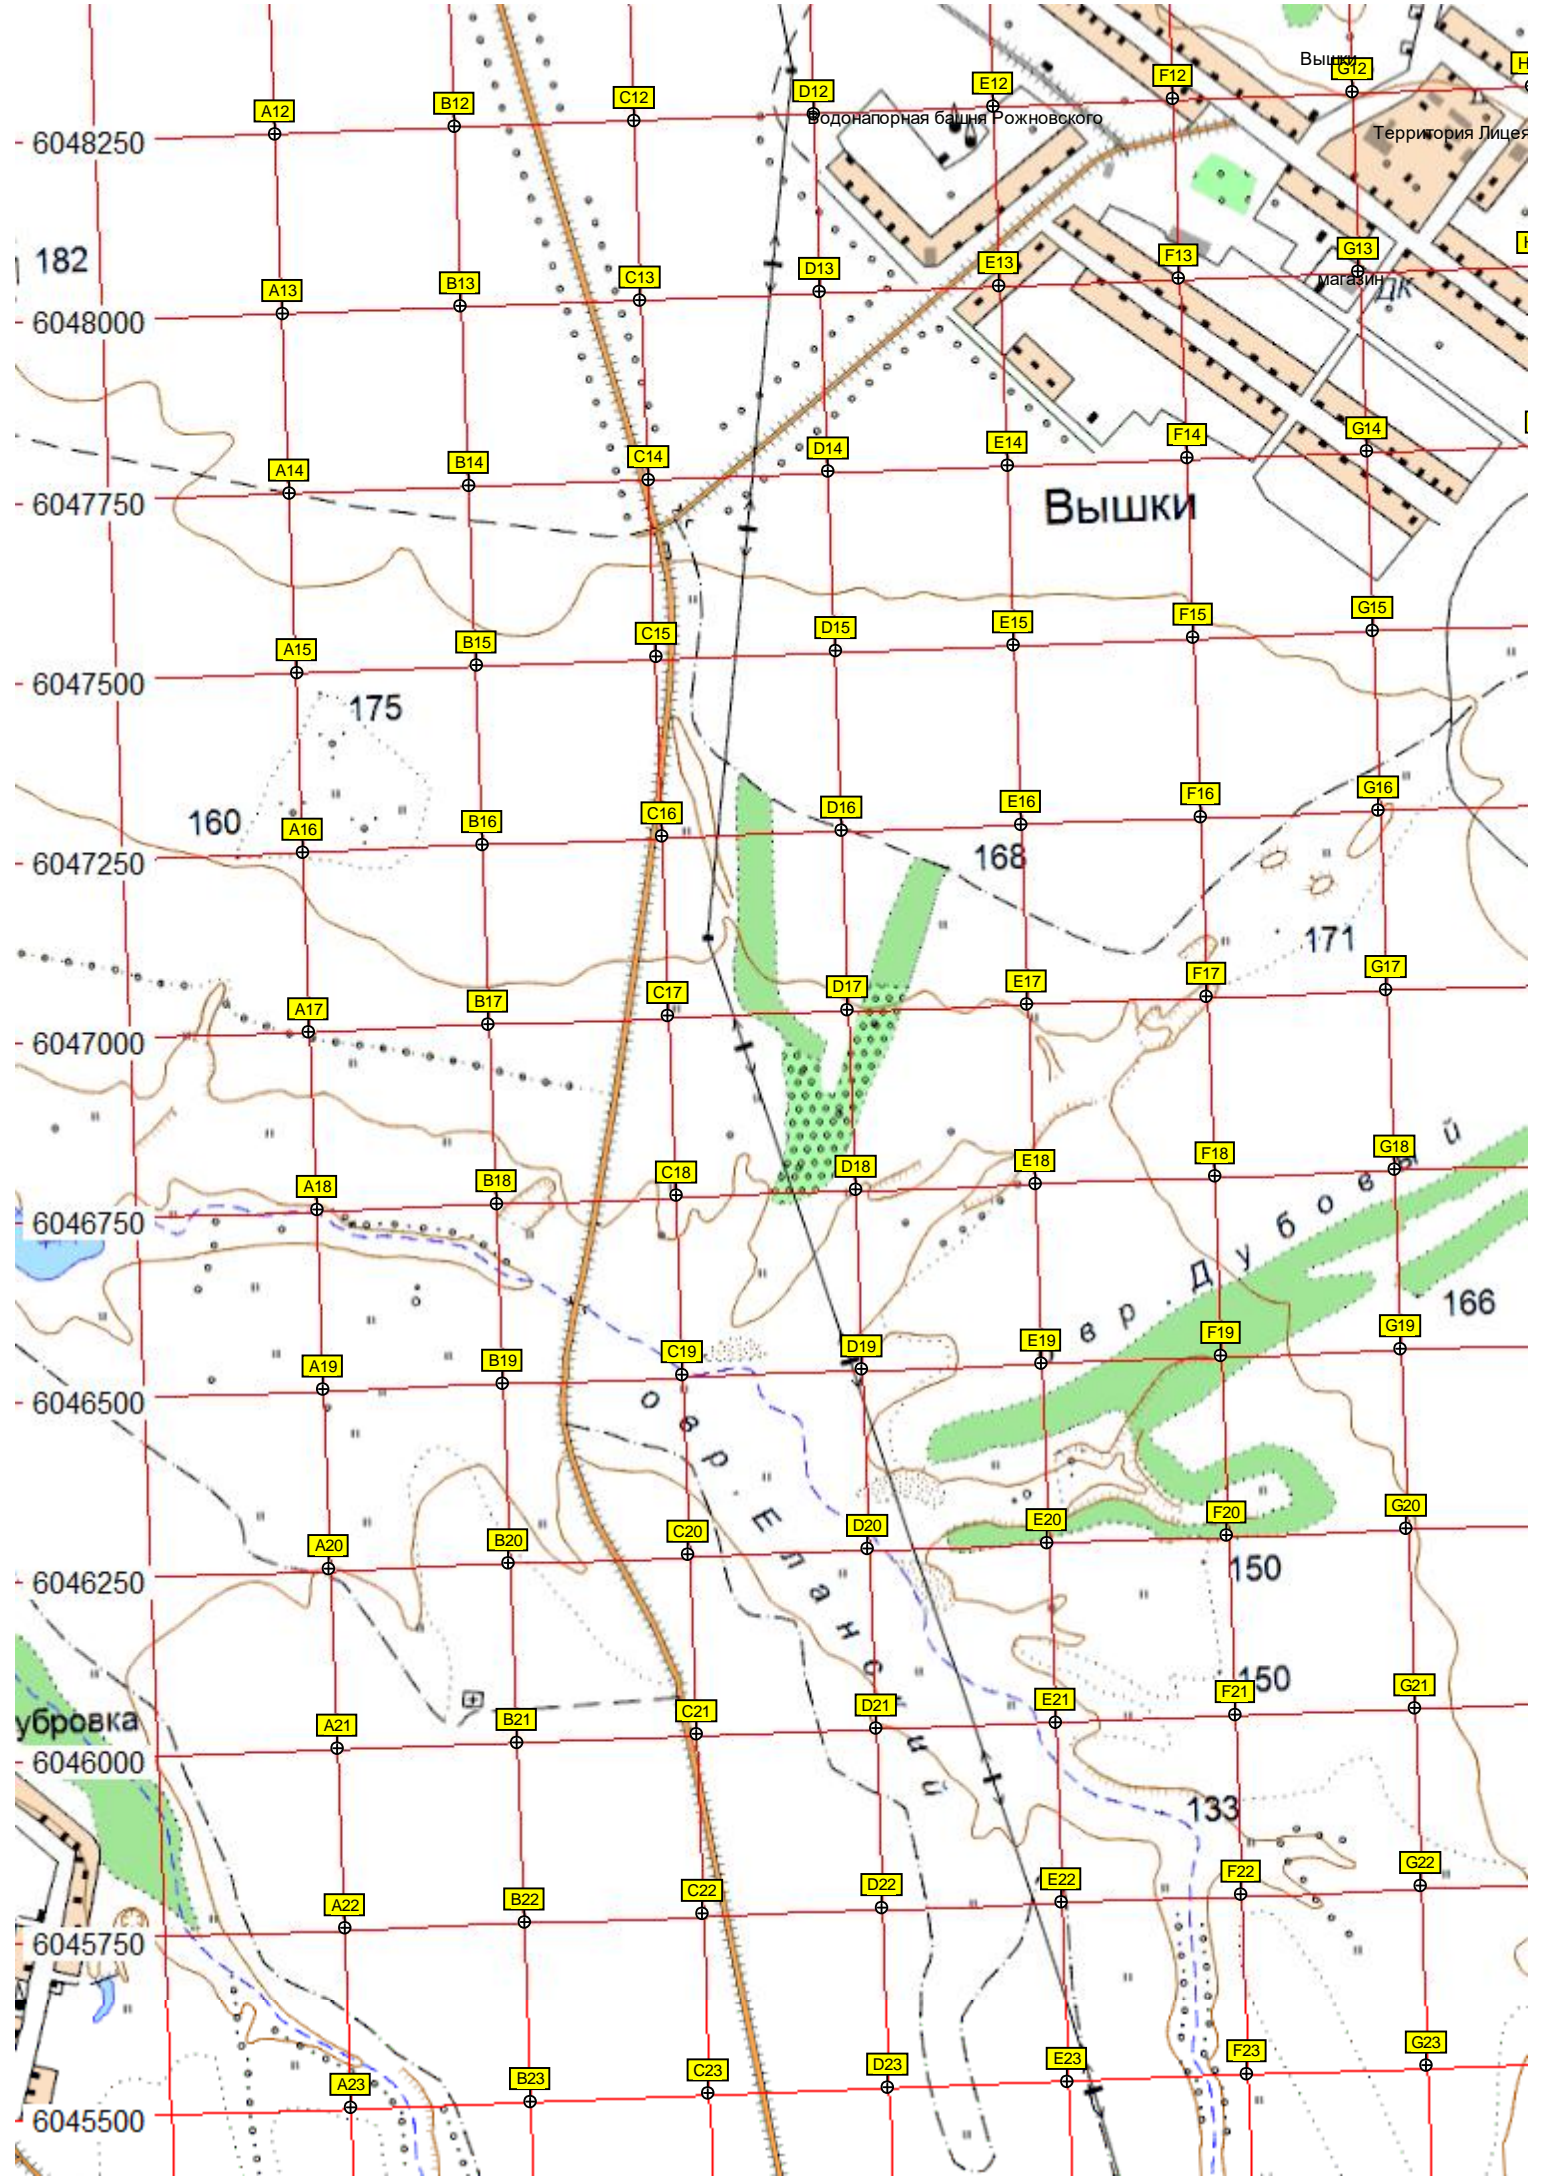 Вышки
A12 B12 C12 D12 E12 F12 G12 H
Водонапорная башня Рожновского
Территория Лицея
6048250
182
A13 B13 C13 D13 E13 F13 G13
магазин
ДК
6048000
A14 B14 C14 D14 E14 F14 G14
6047750
Вышки
A15 B15 C15 D15 E15 F15 G15
6047500
175
160
A16 B16 C16 D16 E16 F16 G16
6047250
168
171
A17 B17 C17 D17 E17 F17 G17
6047000
A18 B18 C18 D18 E18 F18 G18
6046750
овр. Дубовый
166
A19 B19 C19 D19 E19 F19 G19
6046500
овр. Еланский
A20 B20 C20 D20 E20 F20 G20
6046250
150
150
A21 B21 C21 D21 E21 F21 G21
убровка
6046000
133
A22 B22 C22 D22 E22 F22 G22
6045750
A23 B23 C23 D23 E23 F23 G23
6045500